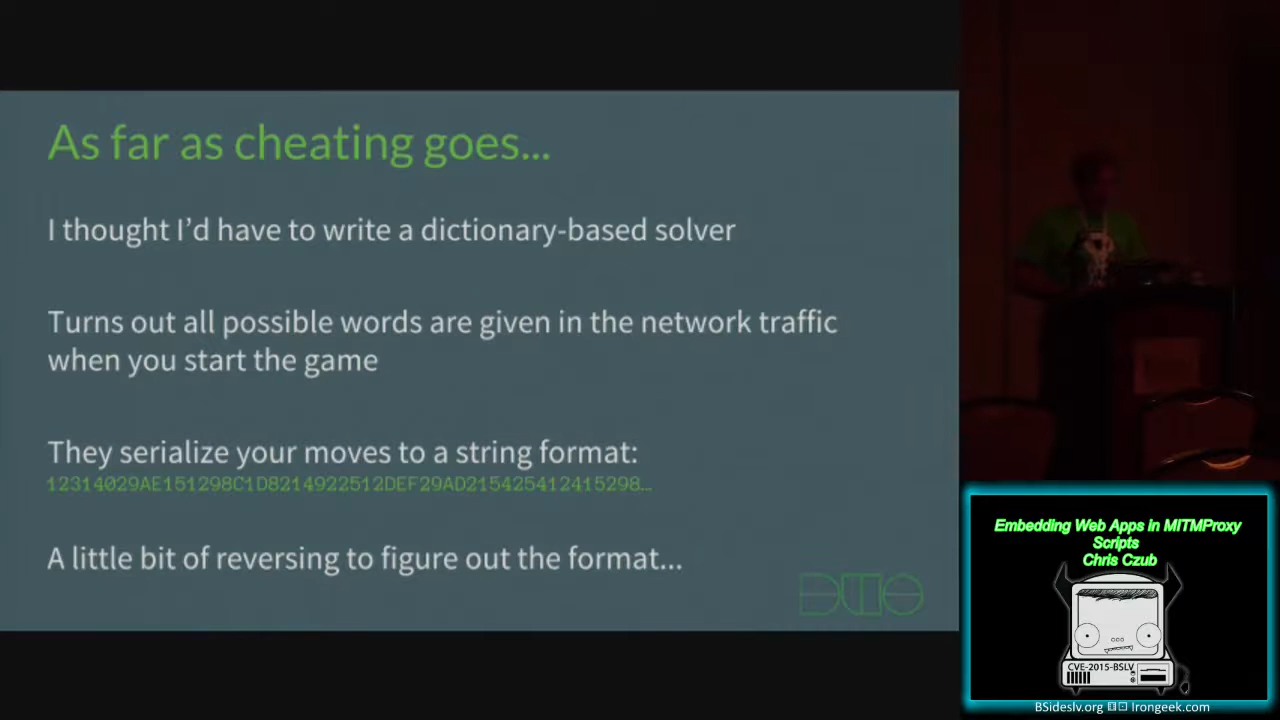 As far as cheating goes...
I thought I'd have to write a dictionary-based solver
Turns out all possible words are given in the network traffic
when you start the game
They serialize your moves to a string format:
12314029AE151298C1D8214922512DEF29AD215425412415298...
A little bit of reversing to figure out the format...
DUO
Embedding Web Apps in MITMProxy
Scripts
Chris Czub
CVE-2015-BSLV
BSideslv.org Irongeek.com